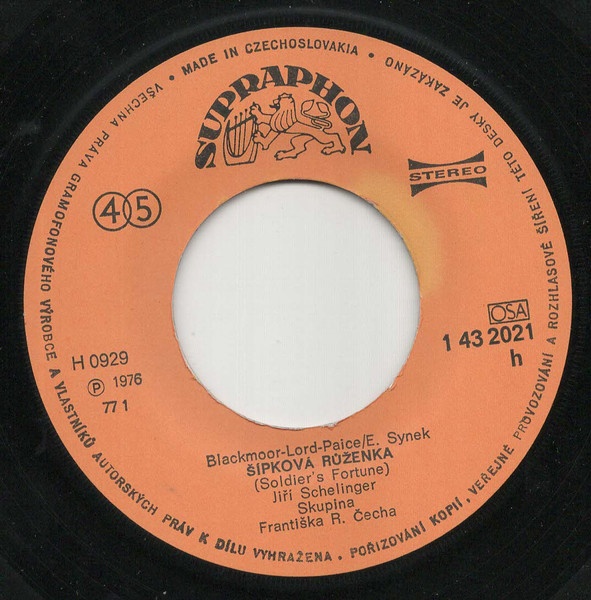 • VŠECHNA PRÁVA GRAMOFONOVÉHO VÝROBCE A VLASTNÍKŮ AUTORSKÝCH PRÁV K DÍLU VYHRAŽENA • POŘIZOVÁNÍ KOPIÍ, VEŘEJNÉ PROVOZOVÁNÍ A ROZHLASOVÉ ŠÍŘENÍ TÉTO DESKY JE ZAKÁZÁNO
• MADE IN CZECHOSLOVAKIA •
SUPRAPHON
STEREO
45
OSA
1 43 2021
h
H 0929
Ⓟ 1976
77 1
Blackmoor-Lord-Paice/E. Synek
ŠÍPKOVÁ RŮŽENKA
(Soldier's Fortune)
Jiří Schelinger
Skupina
Františka R. Čecha